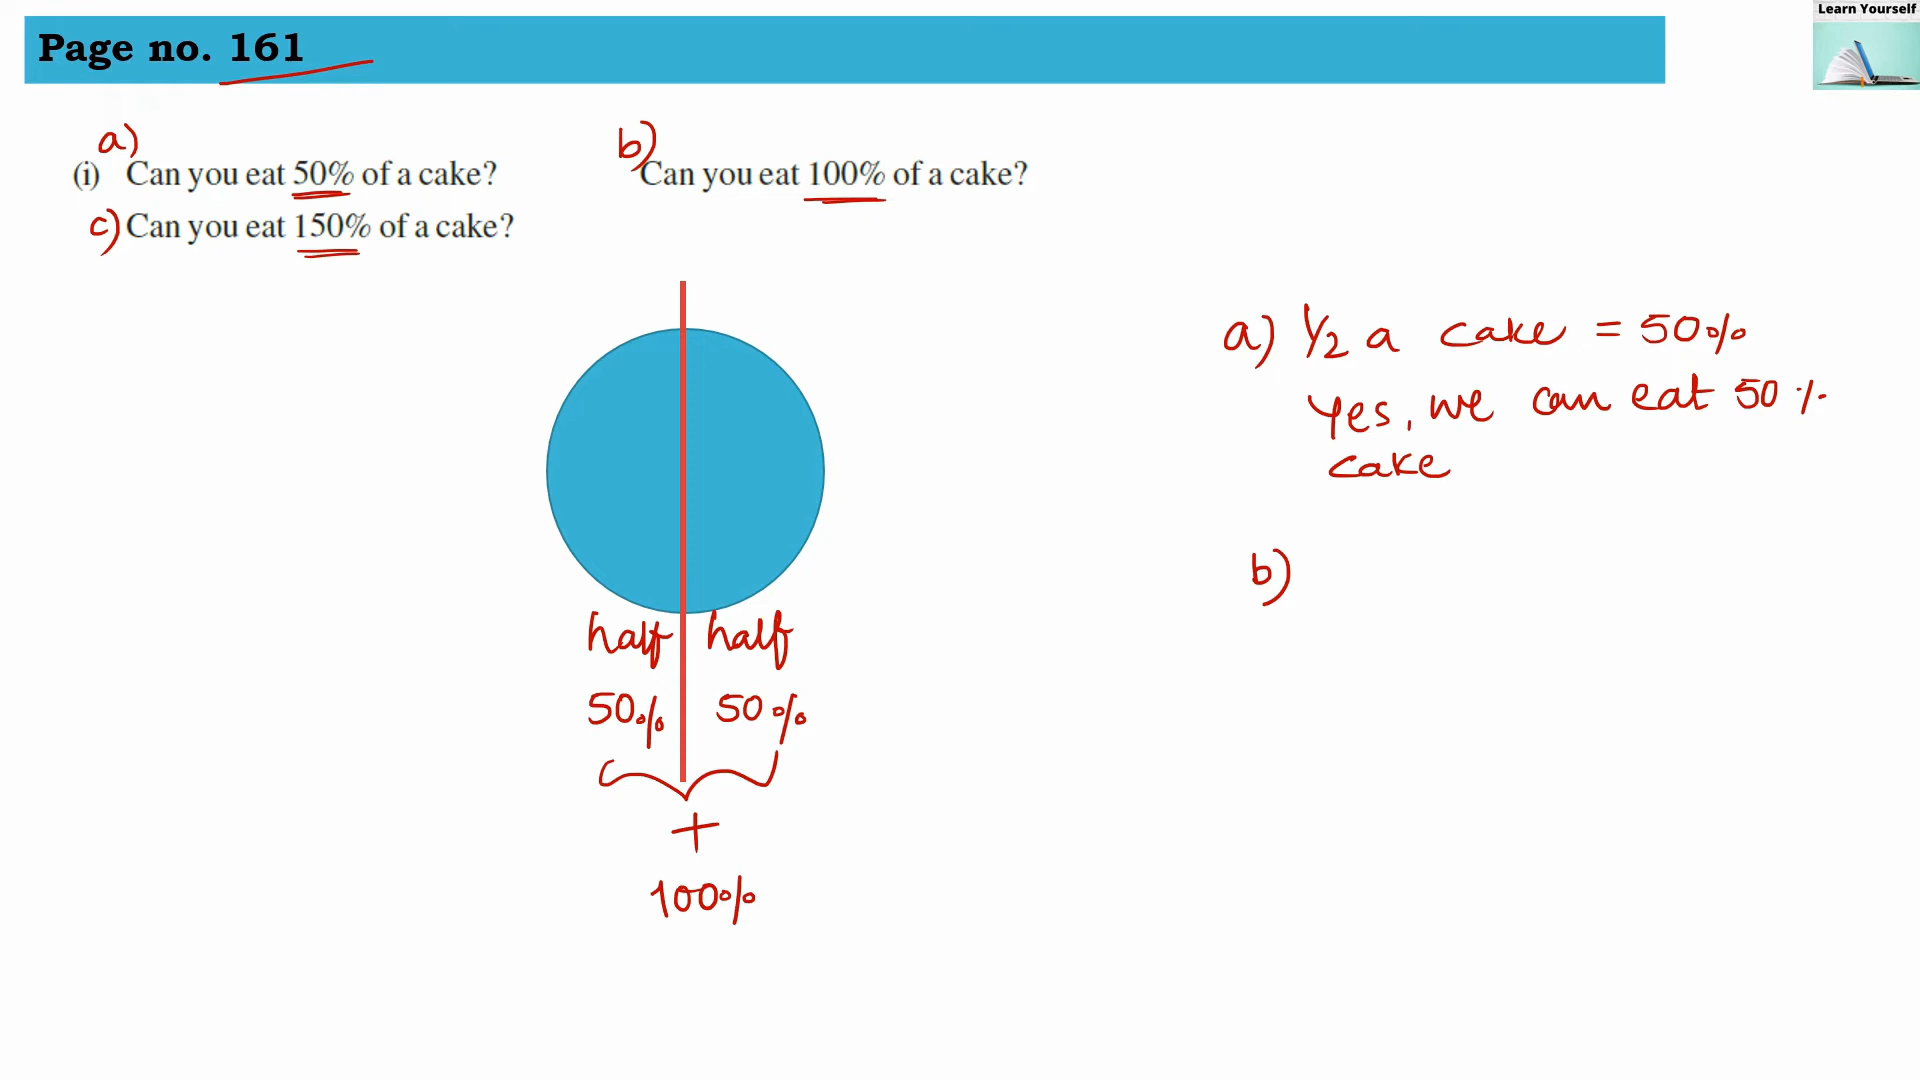 Learn Yourself
Page no. 161
a)
b)
(i) Can you eat 50% of a cake?
Can you eat 100% of a cake?
c) Can you eat 150% of a cake?
a) 1/2 a cake = 50%
Yes, we can eat 50%
cake
b)
half half
50% 50%
+
100%